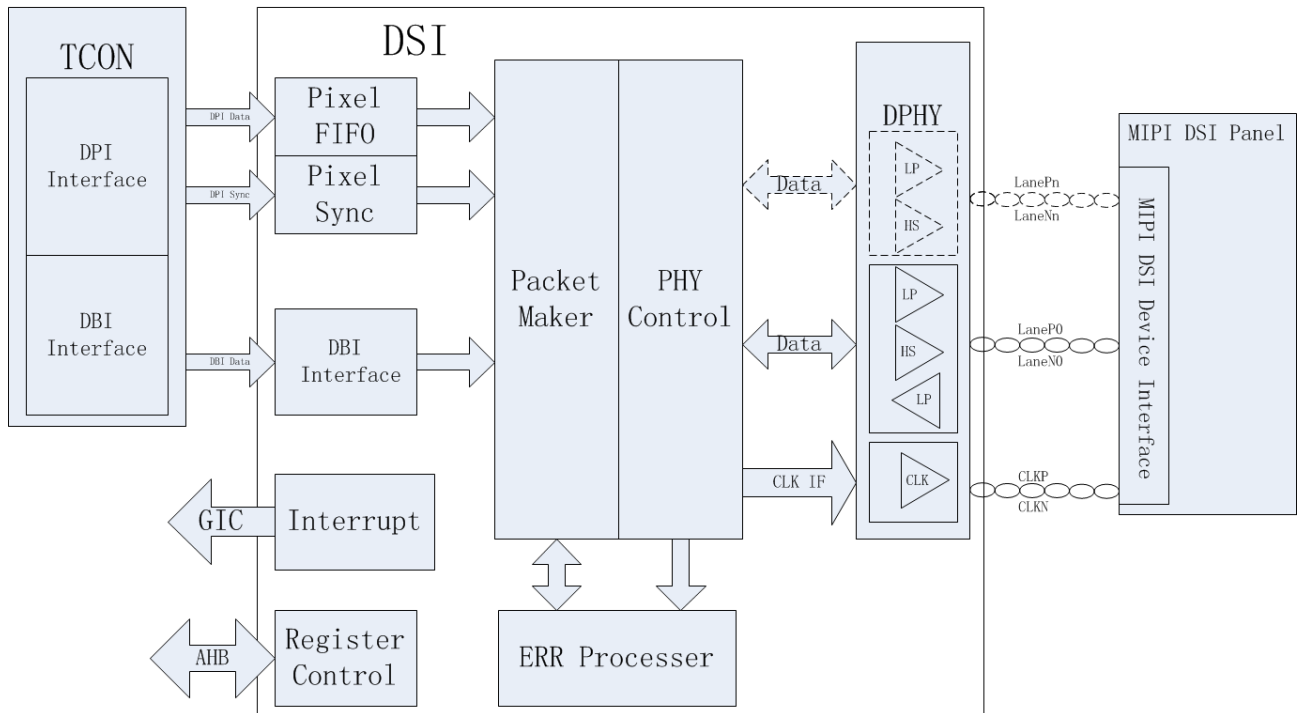 DSI
TCON
DPI
Interface
DBI
Interface
DPI Data
DPI Sync
DBI Data
Pixel
FIFO
Pixel
Sync
DBI
Interface
Interrupt
GIC
Register
Control
AHB
Packet
Maker
PHY
Control
ERR Processer
Data
Data
CLK IF
DPHY
LP
HS
LP
HS
LP
CLK
LanePn
LaneNn
LaneP0
LaneN0
CLKP
CLKN
MIPI DSI Panel
MIPI DSI Device Interface